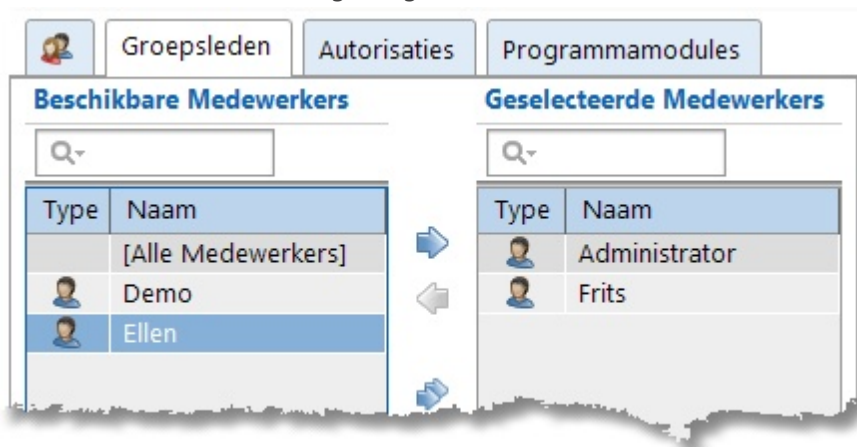 Groepsleden Autorisaties Programmamodules
Beschikbare Medewerkers Geselecteerde Medewerkers
Type Naam Type Naam
[Alle Medewerkers] Administrator
Demo Frits
Ellen